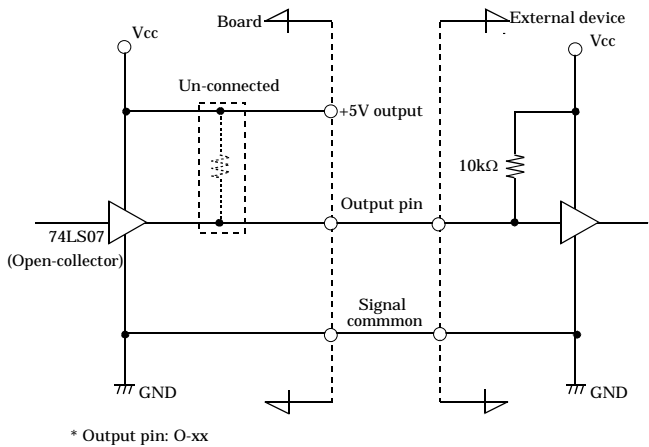 Board
External device
Vcc
Vcc
Un-connected
+5V output
10kΩ
Output pin
74LS07
(Open-collector)
Signal
commmon
GND
GND
* Output pin: O-xx